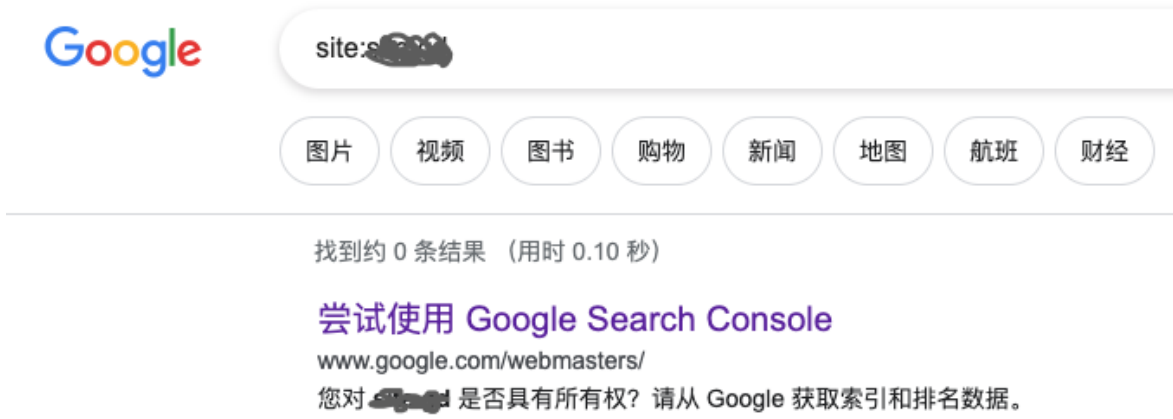 Google
site:
图片 视频 图书 购物 新闻 地图 航班 财经
找到约 0 条结果 （用时 0.10 秒）
尝试使用 Google Search Console
www.google.com/webmasters/
您对 是否具有所有权？请从 Google 获取索引和排名数据。